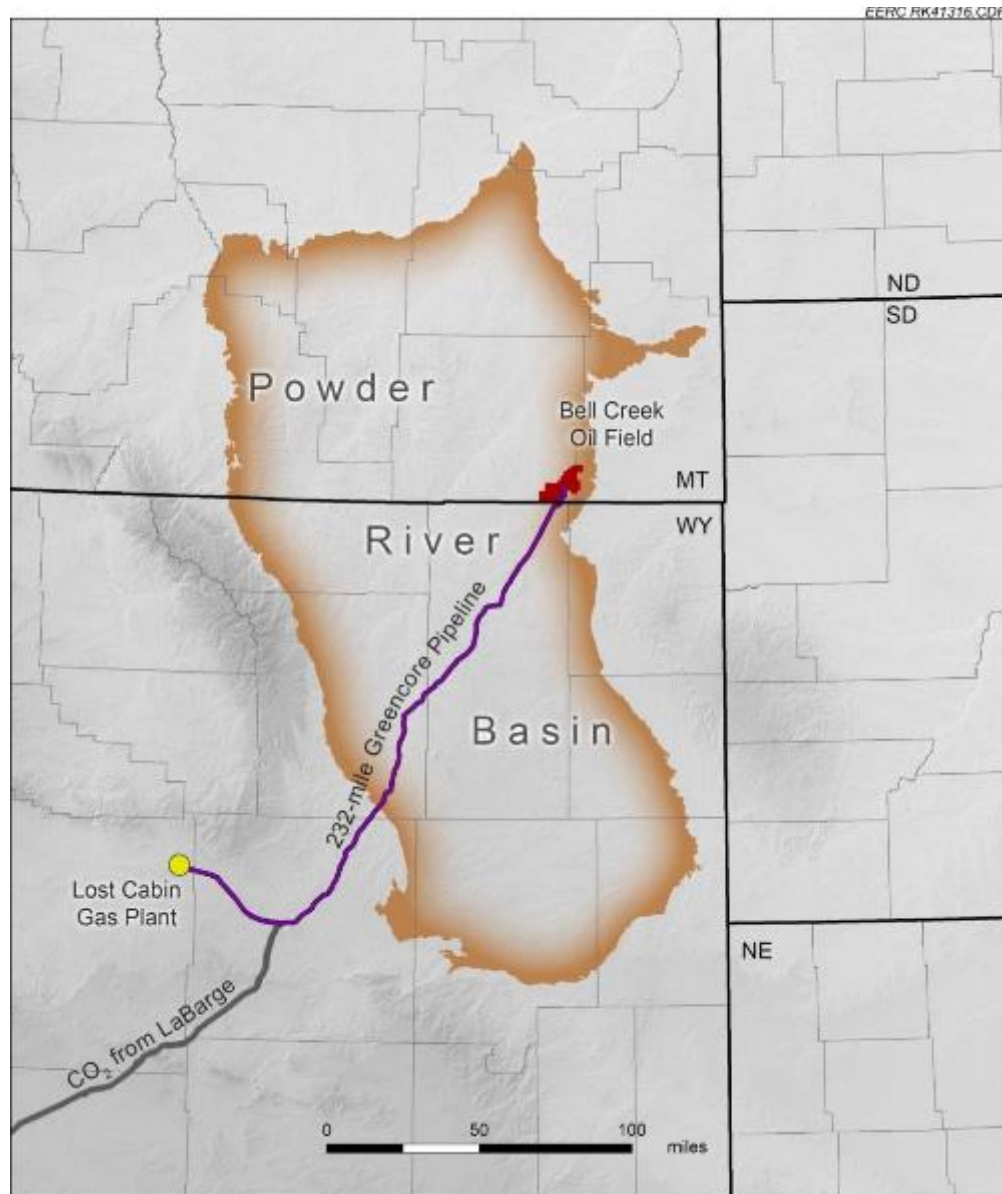 EERC RK41316.CDR
ND
SD
Powder
Bell Creek
Oil Field
MT
WY
River
232-mile Greencore Pipeline
Basin
Lost Cabin
Gas Plant
NE
CO₂ from LaBarge
0 50 100
miles